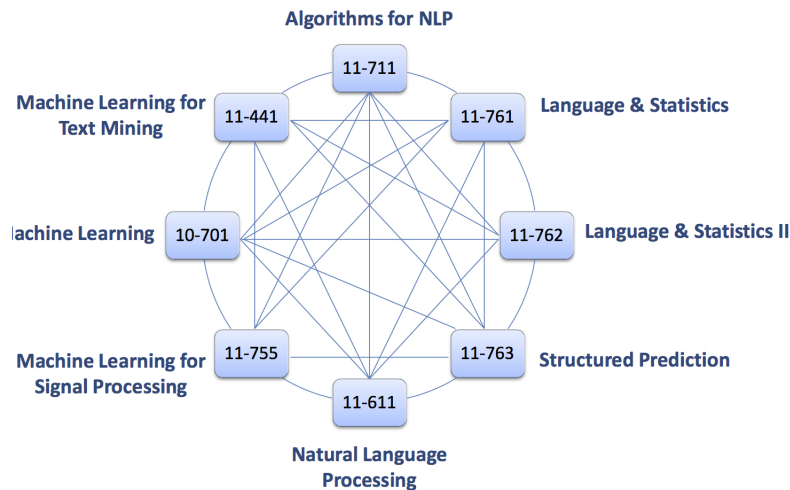 Algorithms for NLP
11-711
Machine Learning for
Text Mining
11-441
11-761
Language & Statistics
achine Learning
10-701
11-762
Language & Statistics II
Machine Learning for
Signal Processing
11-755
11-763
Structured Prediction
11-611
Natural Language
Processing